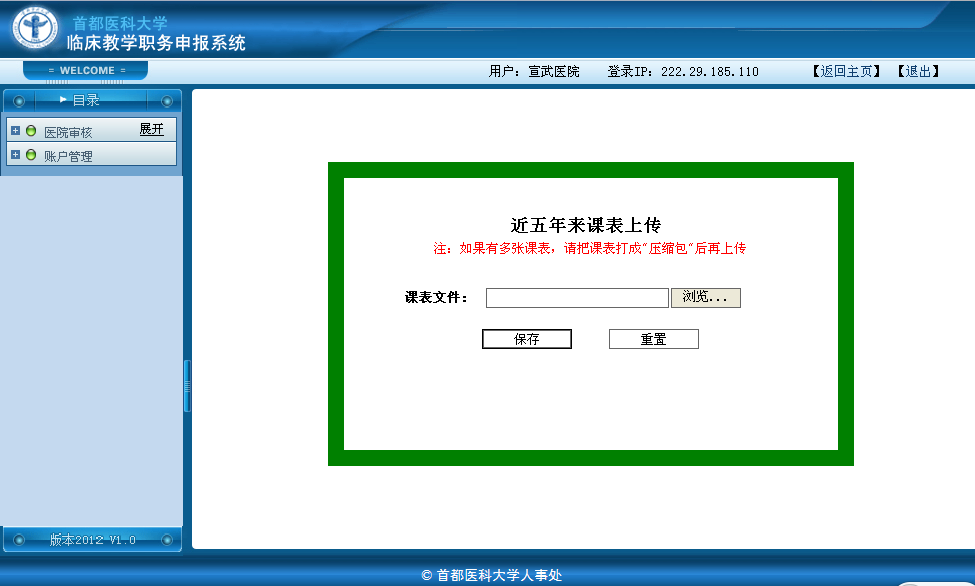 首都医科大学
临床教学职务申报系统
= WELCOME =
用户：宣武医院 登录IP：222.29.185.110 【返回主页】 【退出】
目录
医院审核 展开
账户管理
近五年来课表上传
注：如果有多张课表，请把课表打成"压缩包"后再上传
课表文件： 浏览...
保存 重置
版本2012 V1.0
© 首都医科大学人事处